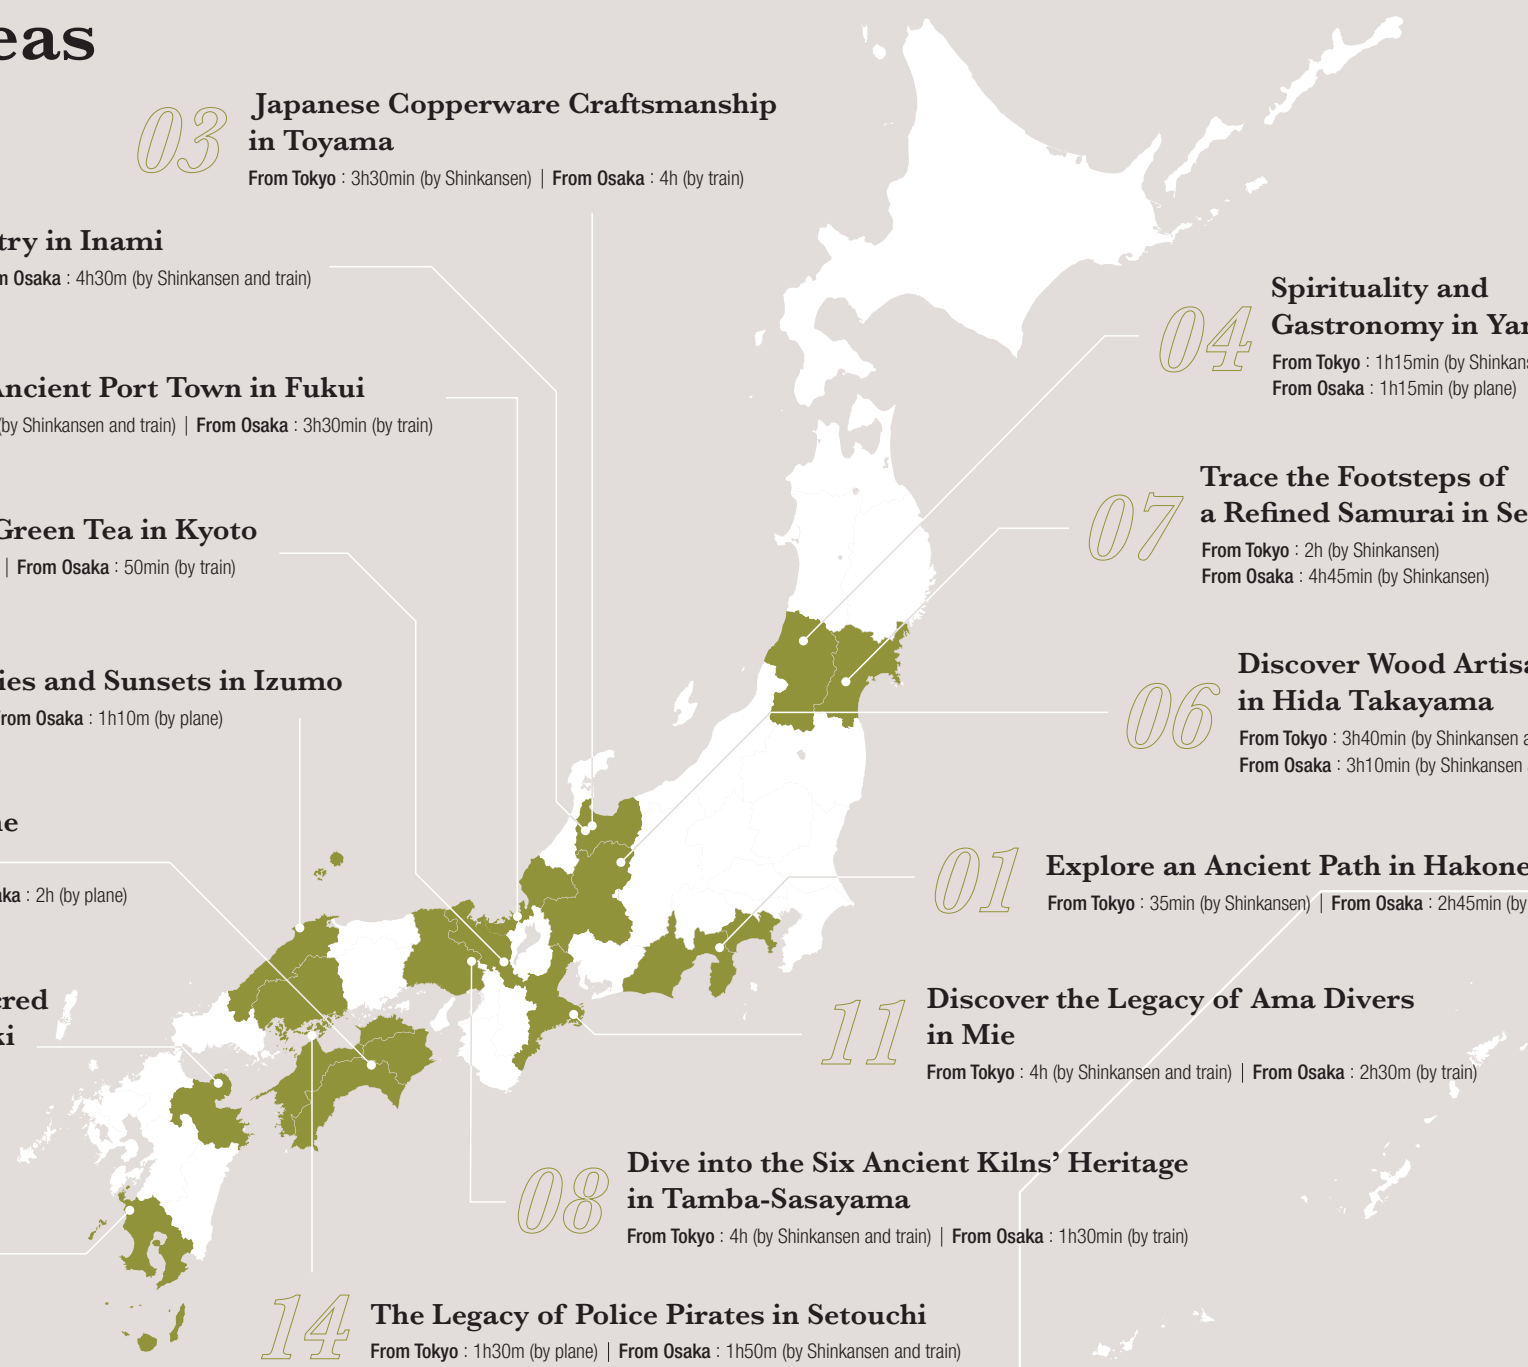 eas
03
Japanese Copperware Craftsmanship
in Toyama
From Tokyo : 3h30min (by Shinkansen) | From Osaka : 4h (by train)
try in Inami
m Osaka : 4h30m (by Shinkansen and train)
Ancient Port Town in Fukui
(by Shinkansen and train) | From Osaka : 3h30min (by train)
Green Tea in Kyoto
| From Osaka : 50min (by train)
ies and Sunsets in Izumo
From Osaka : 1h10m (by plane)
ne
aka : 2h (by plane)
cred
ki
04
Spirituality and
Gastronomy in Yar
From Tokyo : 1h15min (by Shinkans
From Osaka : 1h15min (by plane)
07
Trace the Footsteps of
a Refined Samurai in Se
From Tokyo : 2h (by Shinkansen)
From Osaka : 4h45min (by Shinkansen)
06
Discover Wood Artisa
in Hida Takayama
From Tokyo : 3h40min (by Shinkansen a
From Osaka : 3h10min (by Shinkansen
01
Explore an Ancient Path in Hakone
From Tokyo : 35min (by Shinkansen) | From Osaka : 2h45min (by
11
Discover the Legacy of Ama Divers
in Mie
From Tokyo : 4h (by Shinkansen and train) | From Osaka : 2h30m (by train)
08
Dive into the Six Ancient Kilns’ Heritage
in Tamba-Sasayama
From Tokyo : 4h (by Shinkansen and train) | From Osaka : 1h30min (by train)
14
The Legacy of Police Pirates in Setouchi
From Tokyo : 1h30m (by plane) | From Osaka : 1h50m (by Shinkansen and train)